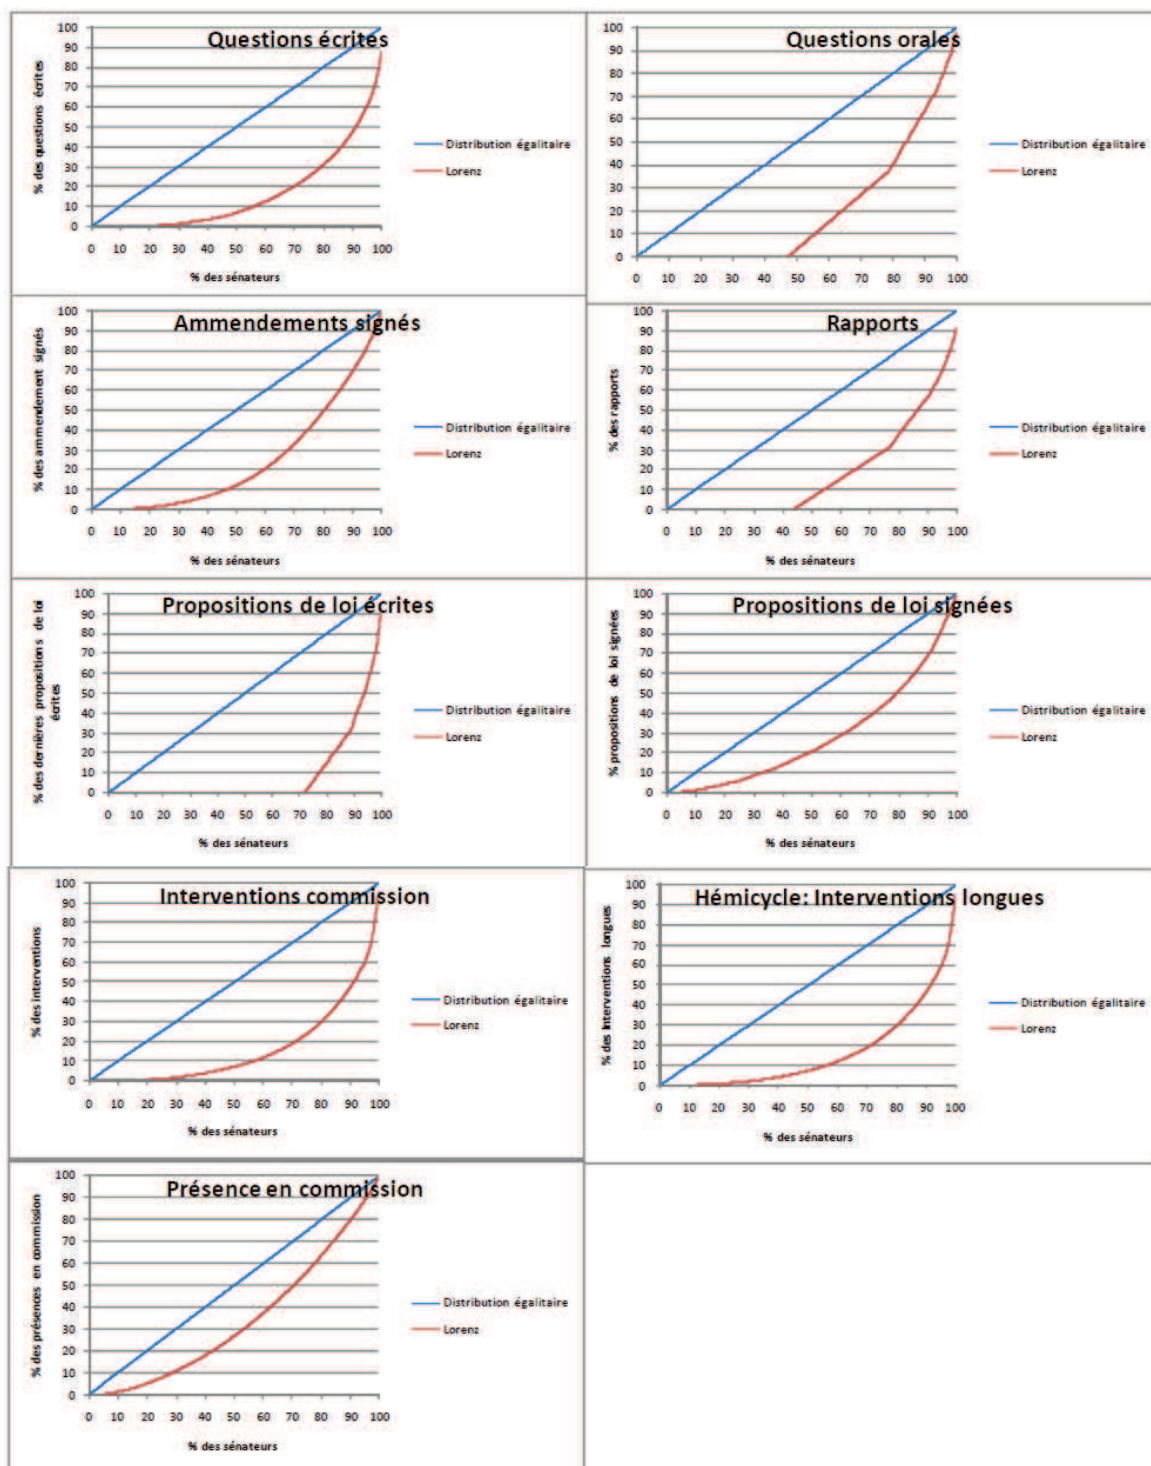 Questions écrites
% des questions écrites
100
90
80
70
60
50
40
30
20
10
0
0 10 20 30 40 50 60 70 80 90 100
% des sénateurs
Distribution égalitaire
Lorenz
Questions orales
100
90
80
70
60
50
40
30
20
10
0
0 10 20 30 40 50 60 70 80 90 100
% des sénateurs
Distribution égalitaire
Lorenz
Ammendements signés
% des ammendement signés
100
90
80
70
60
50
40
30
20
10
0
0 10 20 30 40 50 60 70 80 90 100
% des sénateurs
Distribution égalitaire
Lorenz
Rapports
% des rapports
100
90
80
70
60
50
40
30
20
10
0
0 10 20 30 40 50 60 70 80 90 100
% des sénateurs
Distribution égalitaire
Lorenz
Propositions de loi écrites
% des dernières propositions de loi
écrites
100
90
80
70
60
50
40
30
20
10
0
0 10 20 30 40 50 60 70 80 90 100
% des sénateurs
Distribution égalitaire
Lorenz
Propositions de loi signées
% propositions de loi signées
100
90
80
70
60
50
40
30
20
10
0
0 10 20 30 40 50 60 70 80 90 100
% des sénateurs
Distribution égalitaire
Lorenz
Interventions commission
% des interventions
100
90
80
70
60
50
40
30
20
10
0
0 10 20 30 40 50 60 70 80 90 100
% des sénateurs
Distribution égalitaire
Lorenz
Hémicycle: Interventions longues
% des interventions longues
100
90
80
70
60
50
40
30
20
10
0
0 10 20 30 40 50 60 70 80 90 100
% des sénateurs
Distribution égalitaire
Lorenz
Présence en commission
% des présences en commission
100
90
80
70
60
50
40
30
20
10
0
0 10 20 30 40 50 60 70 80 90 100
% des sénateurs
Distribution égalitaire
Lorenz